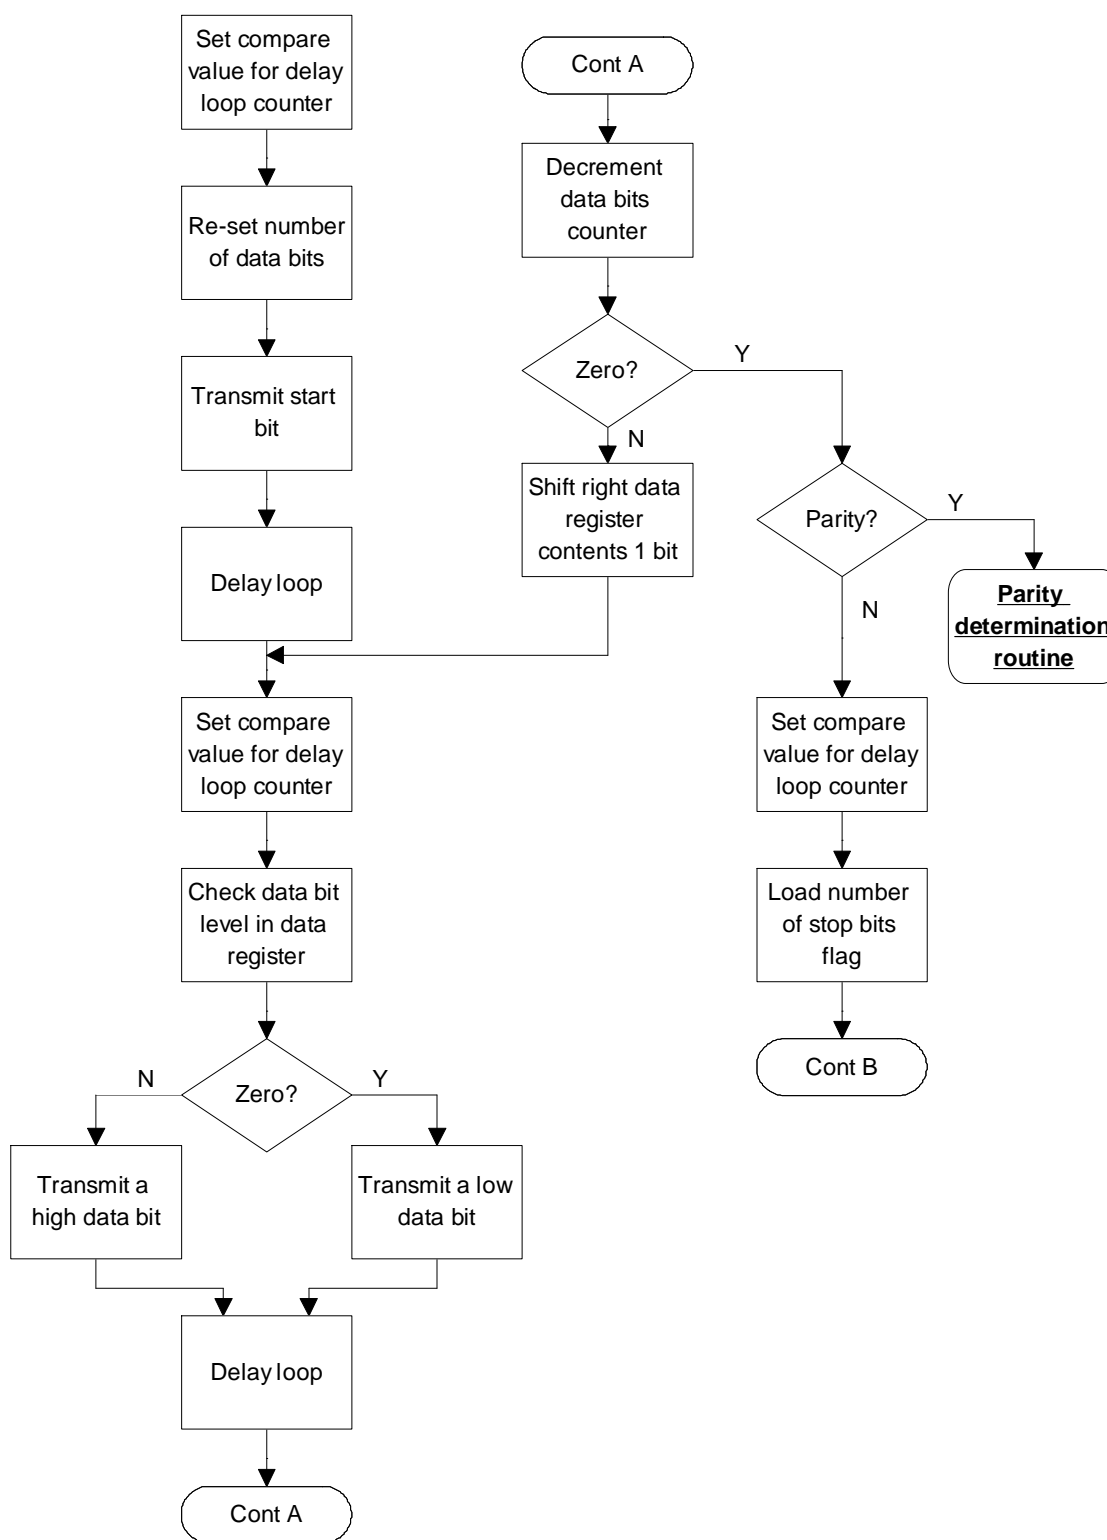 Set compare
value for delay
loop counter
Re-set number
of data bits
Transmit start
bit
Delay loop
Set compare
value for delay
loop counter
Check data bit
level in data
register
Zero?
N
Y
Transmit a
high data bit
Transmit a low
data bit
Delay loop
Cont A
Cont A
Decrement
data bits
counter
Zero?
Y
N
Shift right data
register
contents 1 bit
Parity?
Y
N
Parity
determination
routine
Set compare
value for delay
loop counter
Load number
of stop bits
flag
Cont B